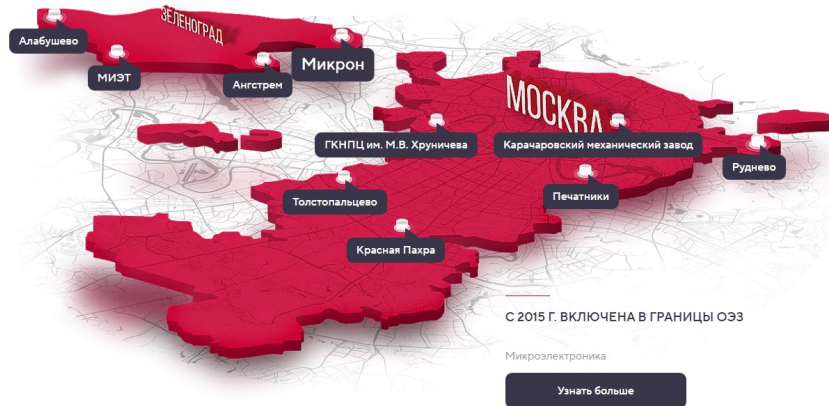 ЗЕЛЕНОГРАД
Алабушево
МИЭТ
Ангстрем
Микрон
МОСКВА
ГКНПЦ им. М.В. Хруничева
Карачаровский механический завод
Руднево
Толстопальцево
Печатники
Красная Пахра
С 2015 Г. ВКЛЮЧЕНА В ГРАНИЦЫ ОЭЗ
Микроэлектроника
Узнать больше